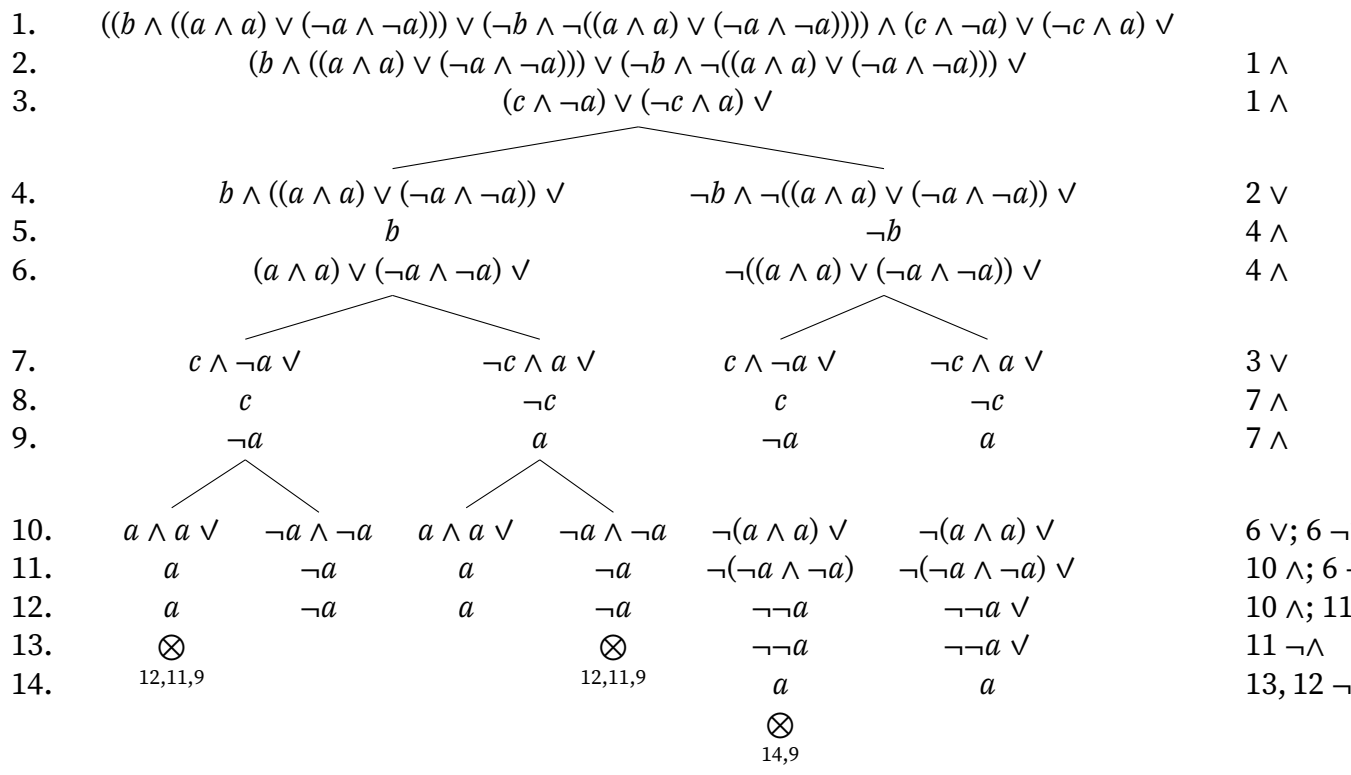 1. ((b ∧ ((a ∧ a) ∨ (¬a ∧ ¬a))) ∨ (¬b ∧ ¬((a ∧ a) ∨ (¬a ∧ ¬a)))) ∧ (c ∧ ¬a) ∨ (¬c ∧ a) ✓
2. (b ∧ ((a ∧ a) ∨ (¬a ∧ ¬a))) ∨ (¬b ∧ ¬((a ∧ a) ∨ (¬a ∧ ¬a))) ✓ 1 ∧
3. (c ∧ ¬a) ∨ (¬c ∧ a) ✓ 1 ∧
4. b ∧ ((a ∧ a) ∨ (¬a ∧ ¬a)) ✓ ¬b ∧ ¬((a ∧ a) ∨ (¬a ∧ ¬a)) ✓ 2 ∨
5. b ¬b 4 ∧
6. (a ∧ a) ∨ (¬a ∧ ¬a) ✓ ¬((a ∧ a) ∨ (¬a ∧ ¬a)) ✓ 4 ∧
7. c ∧ ¬a ✓ ¬c ∧ a ✓ c ∧ ¬a ✓ ¬c ∧ a ✓ 3 ∨
8. c ¬c c ¬c 7 ∧
9. ¬a a ¬a a 7 ∧
10. a ∧ a ✓ ¬a ∧ ¬a a ∧ a ✓ ¬a ∧ ¬a ¬(a ∧ a) ✓ ¬(a ∧ a) ✓ 6 ∨; 6 ¬
11. a ¬a a ¬a ¬(¬a ∧ ¬a) ¬(¬a ∧ ¬a) ✓ 10 ∧; 6
12. a ¬a a ¬a ¬¬a ¬¬a ✓ 10 ∧; 11
13. ⊗ ⊗ ¬¬a ¬¬a ✓ 11 ¬∧
12,11,9 12,11,9
14. a a 13, 12 ¬
⊗
14,9